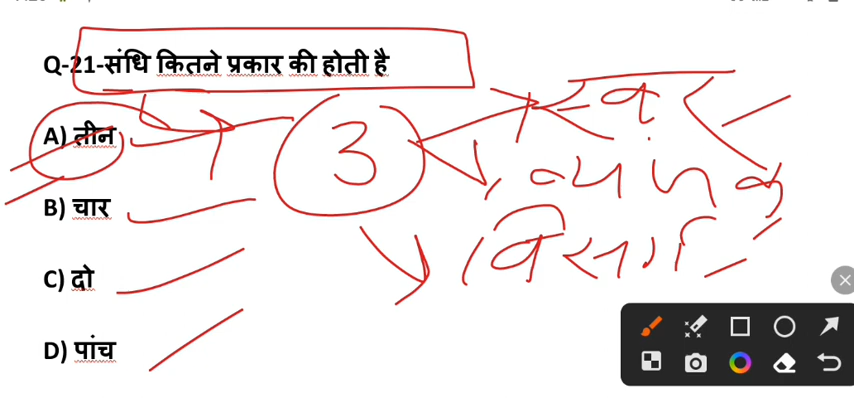 Q-21-संधि कितने प्रकार की होती है
A) तीन
3
स्वर
B) चार
व्यंजन
विसर्ग
C) दो
D) पांच